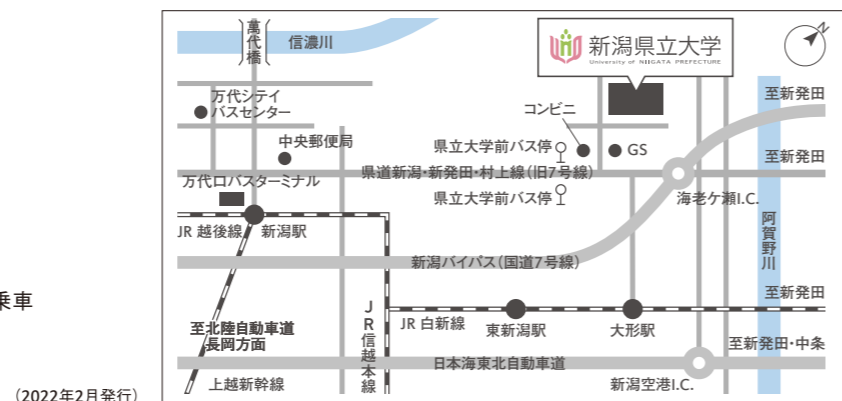 萬代橋
信濃川
新潟県立大学
University of NIIGATA PREFECTURE
N
万代シテイ
バスセンター
コンビニ
至新発田
中央郵便局
県立大学前バス停
GS
至新発田
万代口バスターミナル
県道新潟・新発田・村上線(旧7号線)
県立大学前バス停
海老ケ瀬I.C.
JR 越後線
新潟駅
阿賀野川
新潟バイパス(国道7号線)
乗車
至新発田
至北陸自動車道
長岡方面
JR信越本線
JR 白新線
東新潟駅
大形駅
至新発田・中条
日本海東北自動車道
上越新幹線
新潟空港I.C.
(2022年2月発行)